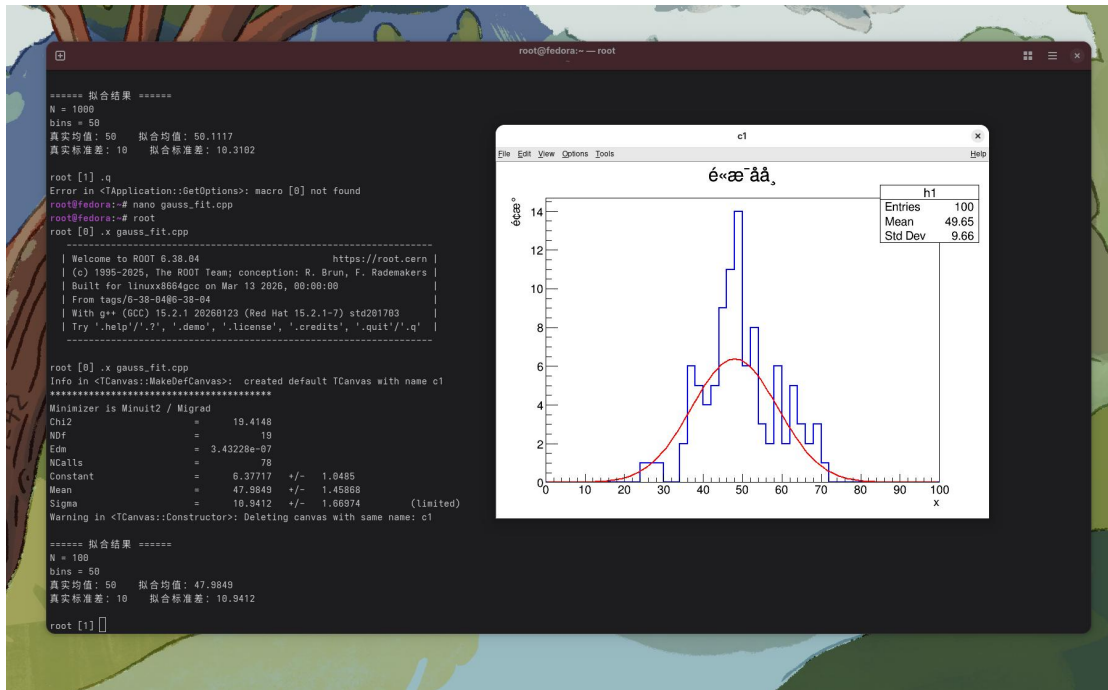 root@fedora:~ — root
~
====== 拟合结果 ======
N = 1000
bins = 50
真实均值: 50 拟合均值: 50.1117
真实标准差: 10 拟合标准差: 10.3102
root [1] .q
Error in <TApplication::GetOptions>: macro [0] not found
root@fedora:~# nano gauss_fit.cpp
root@fedora:~# root
root [0] .x gauss_fit.cpp
------------------------------------------------------------------
| Welcome to ROOT 6.38.04 https://root.cern |
| (c) 1995-2025, The ROOT Team; conception: R. Brun, F. Rademakers |
| Built for linuxx8664gcc on Mar 13 2026, 00:00:00 |
| From tags/6-38-04@6-38-04 |
| With g++ (GCC) 15.2.1 20260123 (Red Hat 15.2.1-7) std201703 |
| Try '.help'/'.?', '.demo', '.license', '.credits', '.quit'/'.q' |
------------------------------------------------------------------
root [0] .x gauss_fit.cpp
Info in <TCanvas::MakeDefCanvas>: created default TCanvas with name c1
****************************************
Minimizer is Minuit2 / Migrad
Chi2 = 19.4148
NDf = 19
Edm = 3.43228e-07
NCalls = 78
Constant = 6.37717 +/- 1.0485
Mean = 47.9849 +/- 1.45868
Sigma = 10.9412 +/- 1.66974 (limited)
Warning in <TCanvas::Constructor>: Deleting canvas with same name: c1
====== 拟合结果 ======
N = 100
bins = 50
真实均值: 50 拟合均值: 47.9849
真实标准差: 10 拟合标准差: 10.9412
root [1]
c1
File Edit View Options Tools Help
é«æ¯åå¸
h1
Entries 100
Mean 49.65
Std Dev 9.66
é¢æ°
14
12
10
8
6
4
2
0
0 10 20 30 40 50 60 70 80 90 100
x